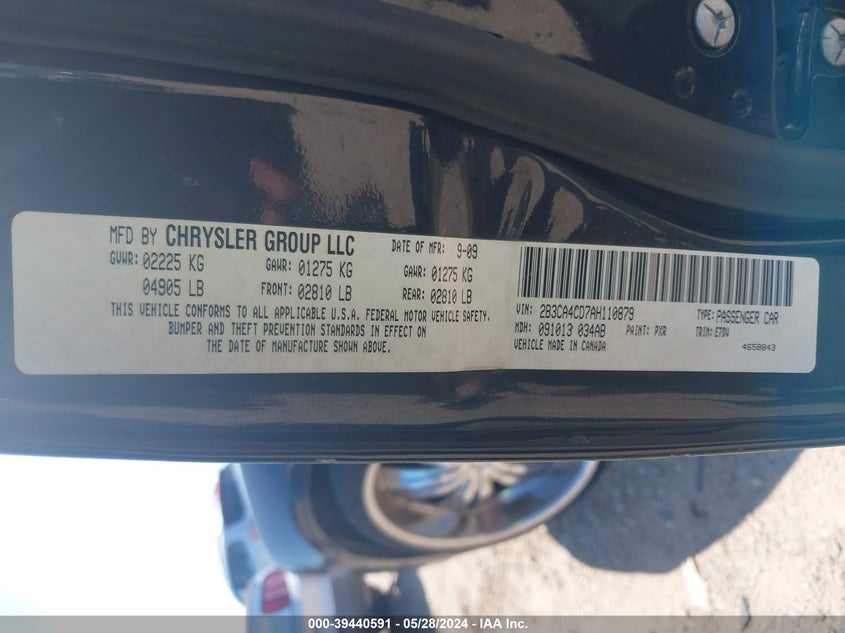 MFD BY CHRYSLER GROUP LLC DATE OF MFR: 9-09
GVWR: 02225 KG GAWR: 01275 KG GAWR: 01275 KG
04905 LB FRONT: 02810 LB REAR: 02810 LB
THIS VEHICLE CONFORMS TO ALL APPLICABLE U.S.A. FEDERAL MOTOR VEHICLE SAFETY,
BUMPER AND THEFT PREVENTION STANDARDS IN EFFECT ON
THE DATE OF MANUFACTURE SHOWN ABOVE.
VIN: 2B3CA4CD7AH110879 TYPE: PASSENGER CAR
MDH: 091013 034AB PAINT: PXR TRIM: E7DV
VEHICLE MADE IN CANADA 4658843
000-39440591 - 05/28/2024 - IAA Inc.